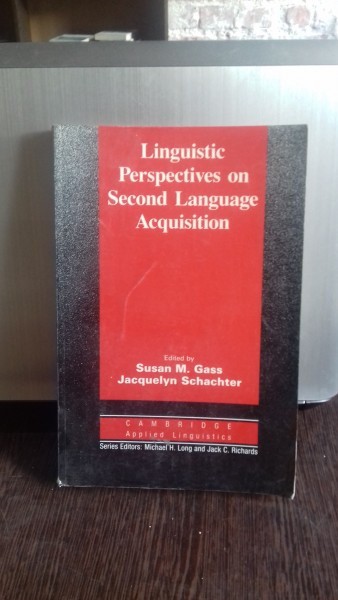 Linguistic
Perspectives on
Second Language
Acquisition
Edited by
Susan M. Gass
Jacquelyn Schachter
CAMBRIDGE
Applied Linguistics
Series Editors: Michael H. Long and Jack C. Richards